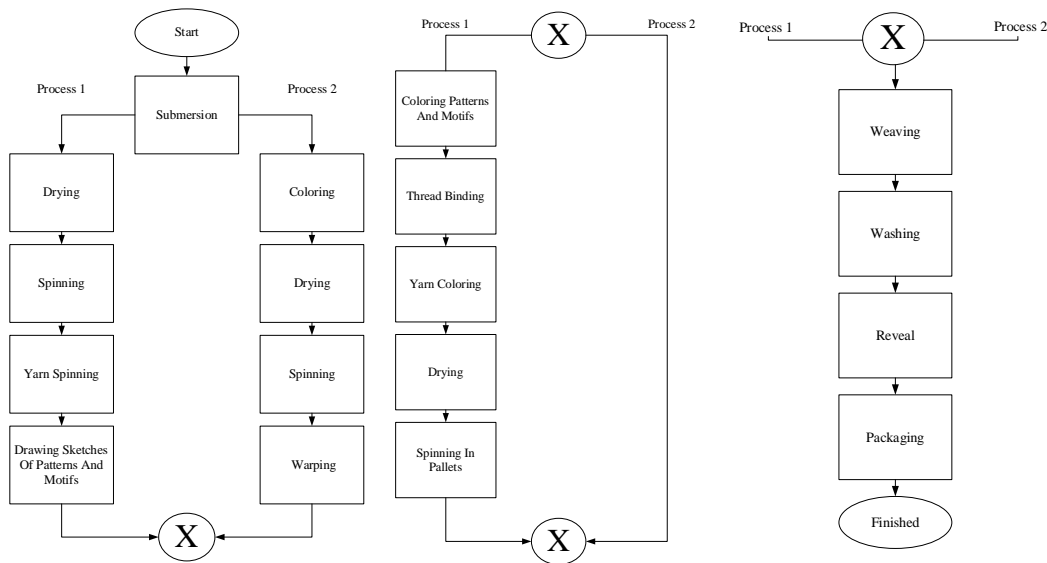 Start
Process 1
Process 2
Submersion
Drying
Spinning
Yarn Spinning
Drawing Sketches
Of Patterns And
Motifs
Coloring
Drying
Spinning
Warping
X
Process 1
X
Process 2
Coloring Patterns
And Motifs
Thread Binding
Yarn Coloring
Drying
Spinning In
Pallets
X
Process 1
X
Process 2
Weaving
Washing
Reveal
Packaging
Finished